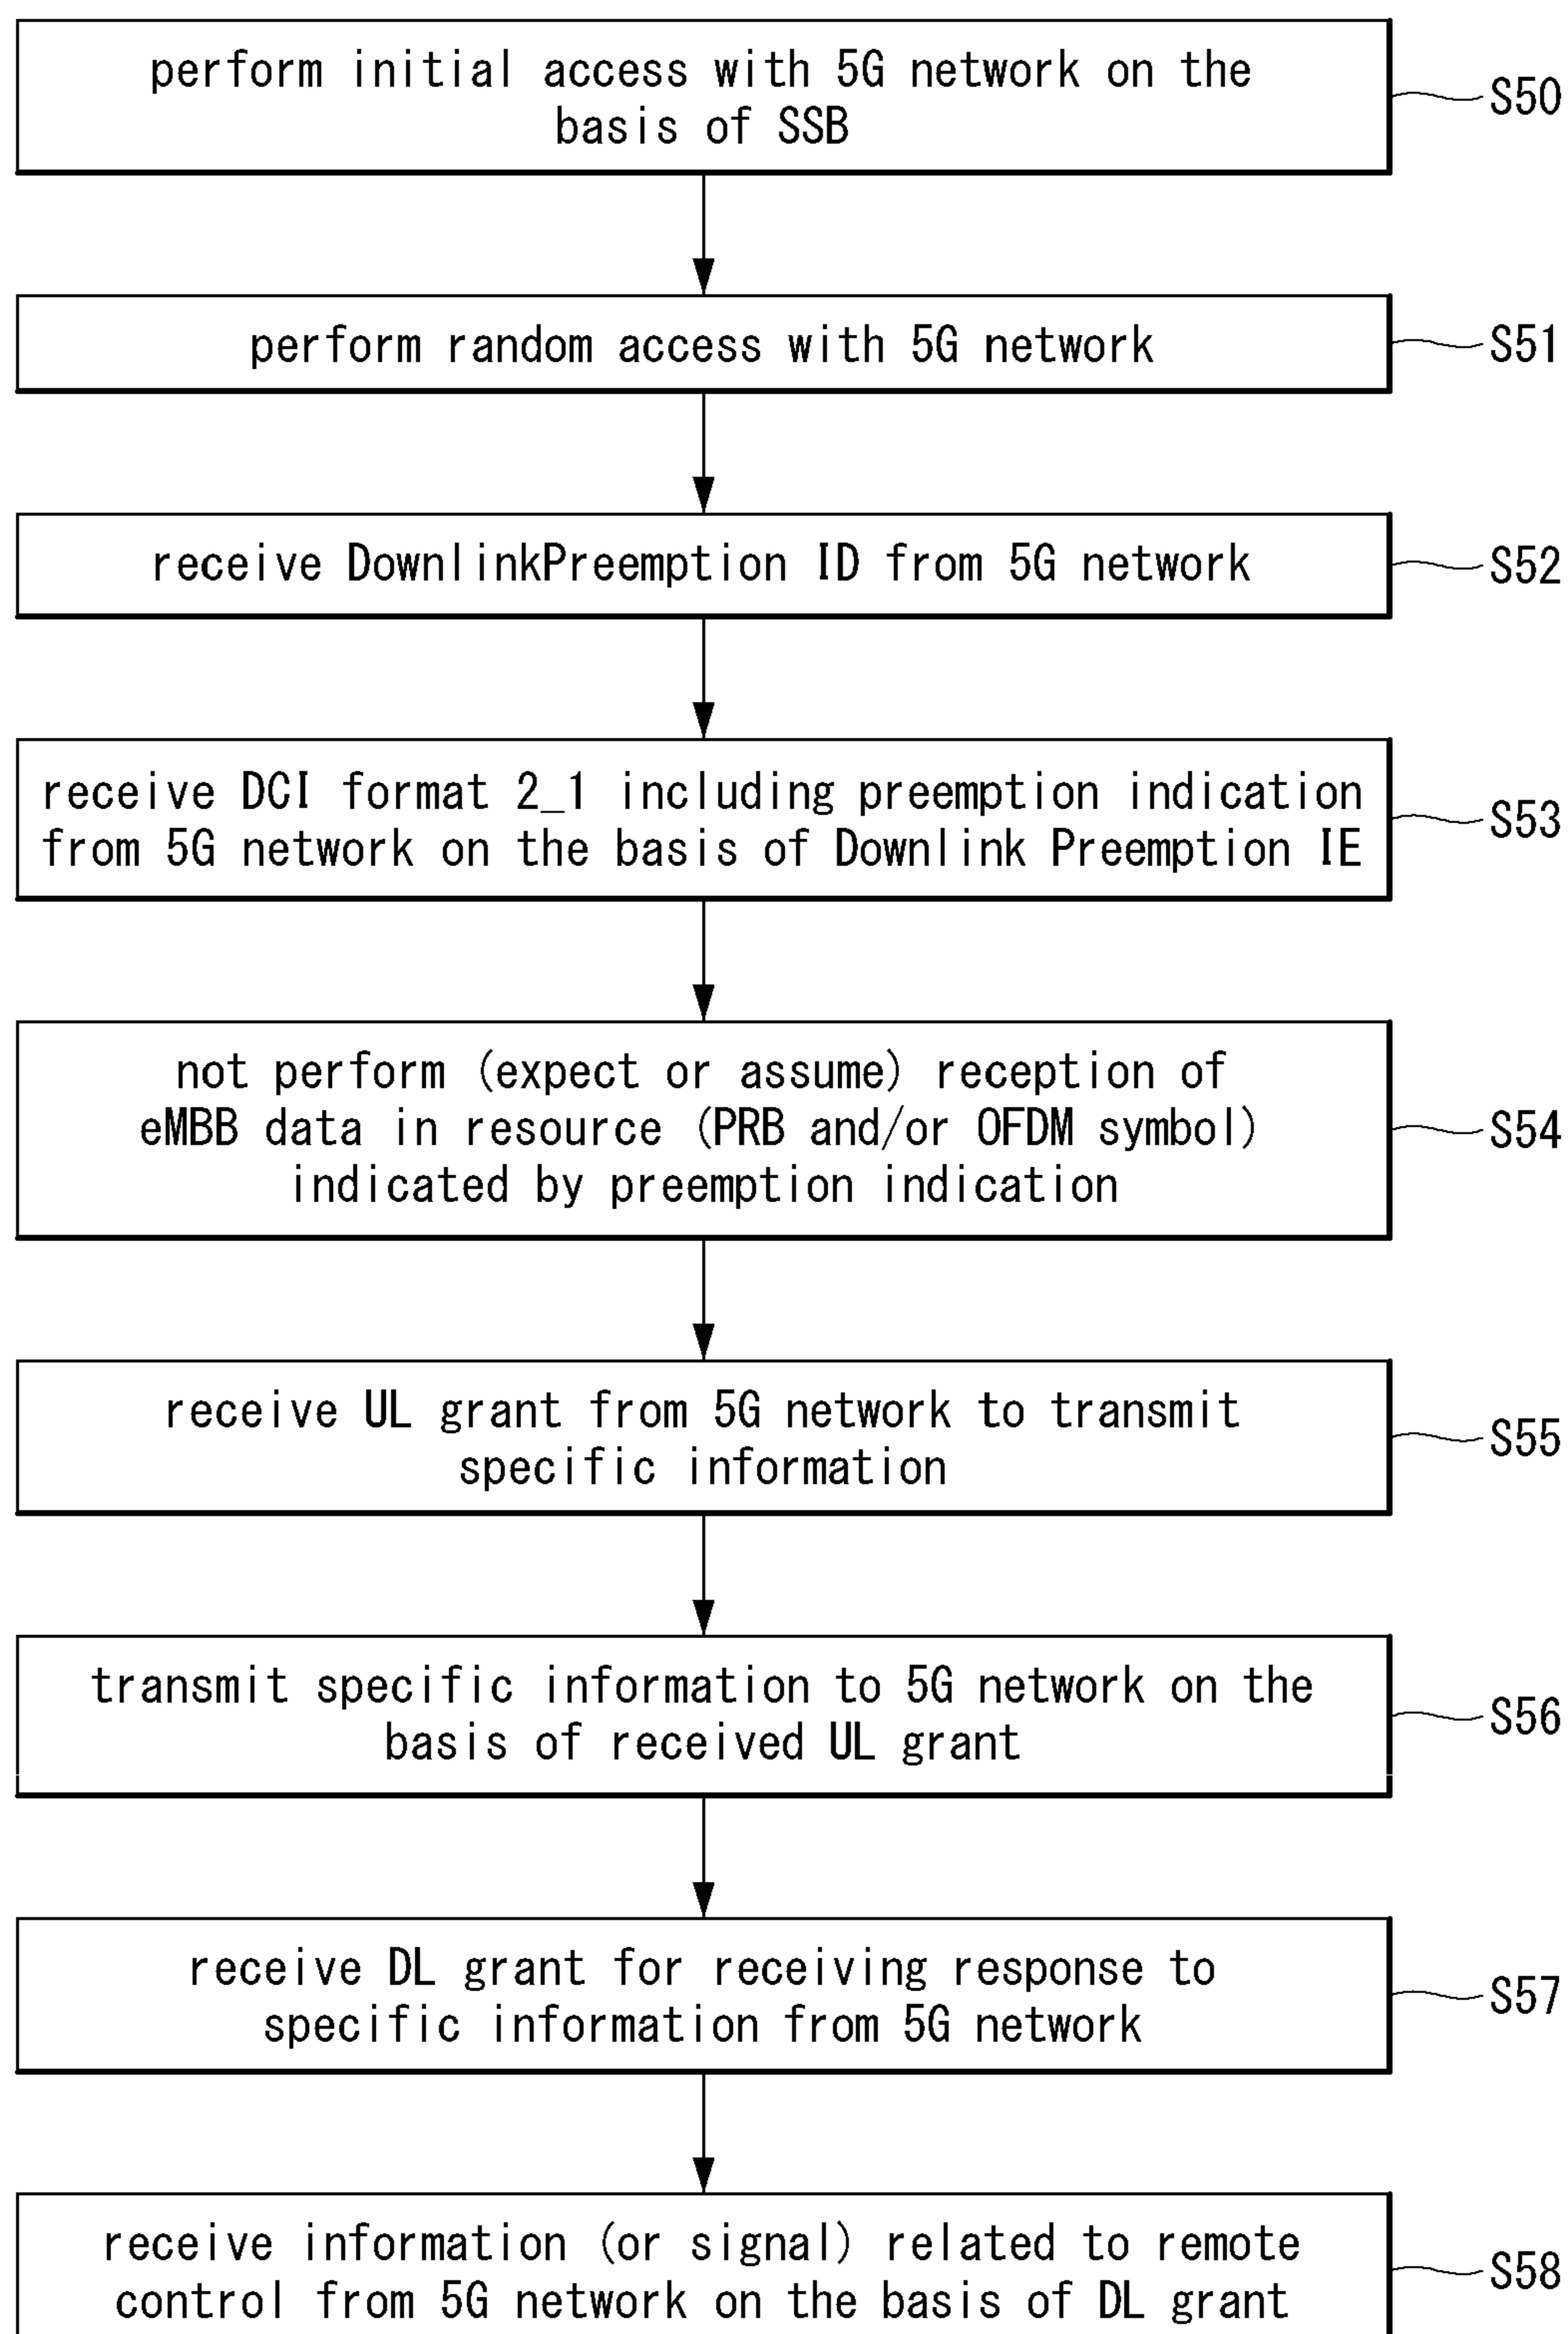 perform initial access with 5G network on the
basis of SSB
S50
perform random access with 5G network
S51
receive DownlinkPreemption ID from 5G network
S52
receive DCI format 2_1 including preemption indication
from 5G network on the basis of Downlink Preemption IE
S53
not perform (expect or assume) reception of
eMBB data in resource (PRB and/or OFDM symbol)
indicated by preemption indication
S54
receive UL grant from 5G network to transmit
specific information
S55
transmit specific information to 5G network on the
basis of received UL grant
S56
receive DL grant for receiving response to
specific information from 5G network
S57
receive information (or signal) related to remote
control from 5G network on the basis of DL grant
S58